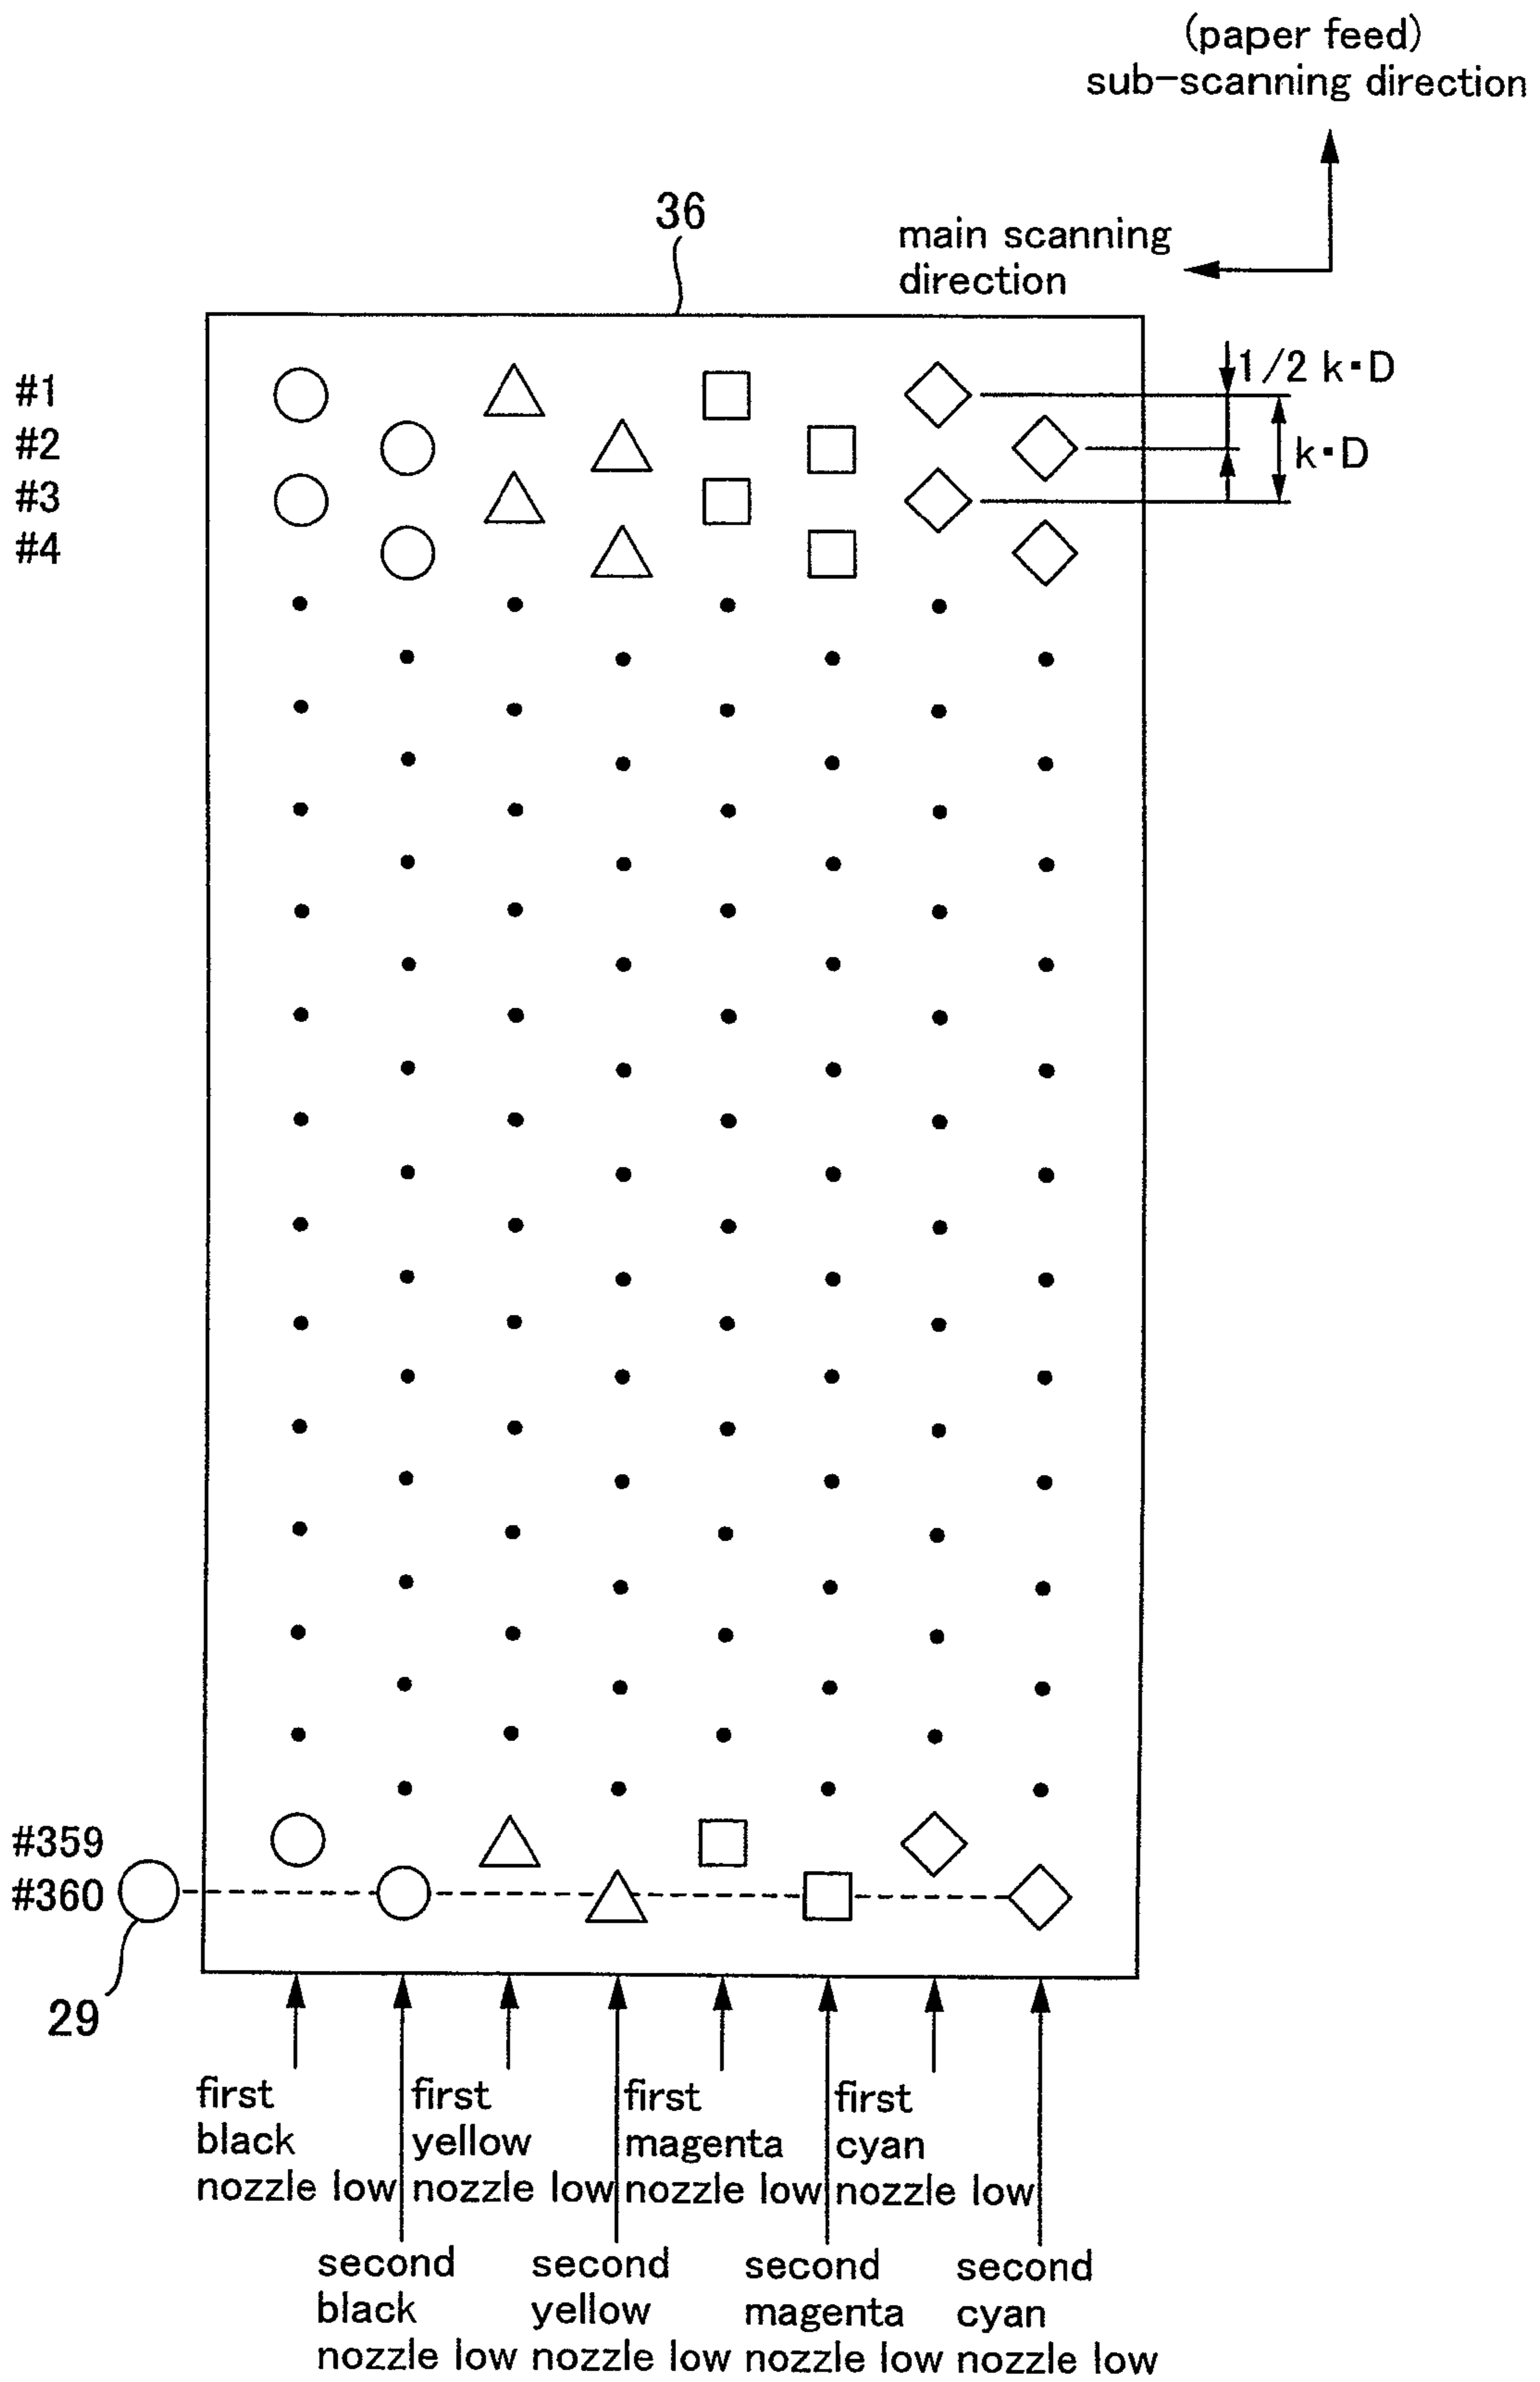 (paper feed)
sub-scanning direction
36
main scanning
direction
#1
1/2 k·D
#2
k·D
#3
#4
#359
#360
29
first
black
nozzle low
first
yellow
nozzle low
first
magenta
nozzle low
first
cyan
nozzle low
second
black
nozzle low
second
yellow
nozzle low
second
magenta
nozzle low
second
cyan
nozzle low